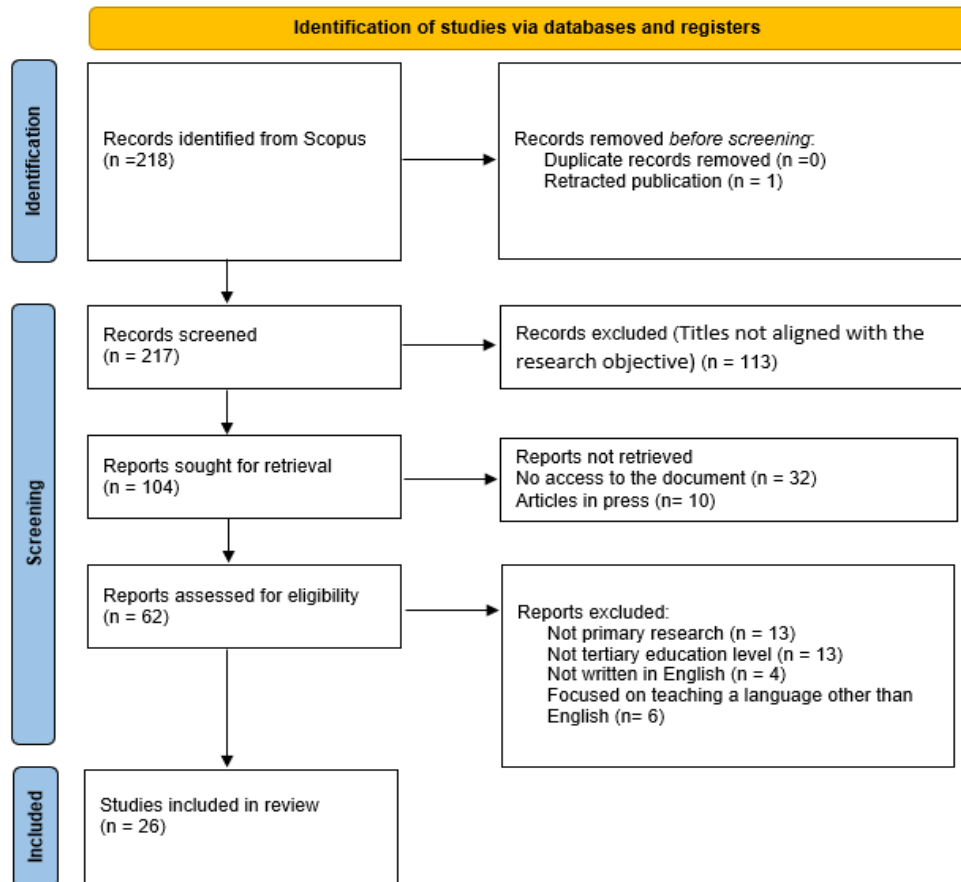 Identification of studies via databases and registers
Identification
Records identified from Scopus
(n =218)
Records removed before screening:
Duplicate records removed (n =0)
Retracted publication (n = 1)
Screening
Records screened
(n = 217)
Records excluded (Titles not aligned with the
research objective) (n = 113)
Reports sought for retrieval
(n = 104)
Reports not retrieved
No access to the document (n = 32)
Articles in press (n= 10)
Reports assessed for eligibility
(n = 62)
Reports excluded:
Not primary research (n = 13)
Not tertiary education level (n = 13)
Not written in English (n = 4)
Focused on teaching a language other than
English (n= 6)
Included
Studies included in review
(n = 26)